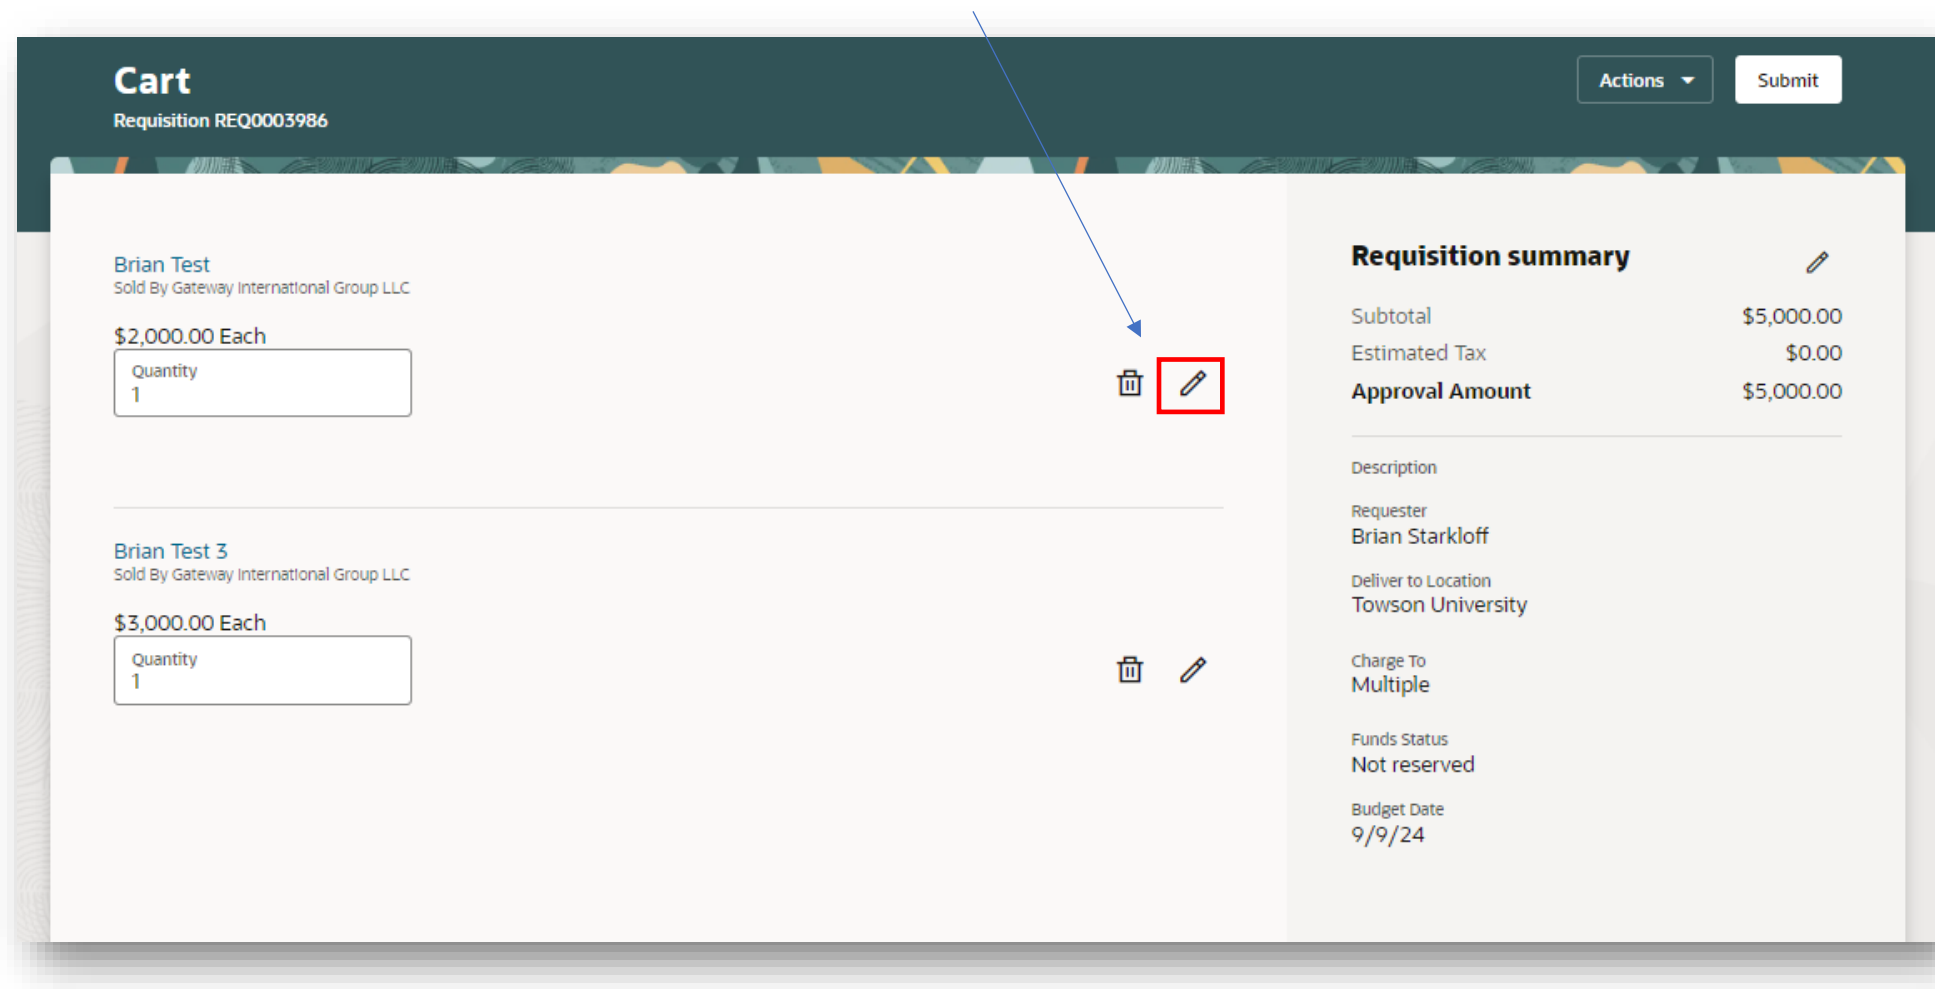 Cart
Requisition REQ0003986
Actions
Submit
Brian Test
Sold By Gateway International Group LLC
$2,000.00 Each
Quantity
1
Brian Test 3
Sold By Gateway International Group LLC
$3,000.00 Each
Quantity
1
Requisition summary
Subtotal $5,000.00
Estimated Tax $0.00
Approval Amount $5,000.00
Description
Requester
Brian Starkloff
Deliver to Location
Towson University
Charge To
Multiple
Funds Status
Not reserved
Budget Date
9/9/24